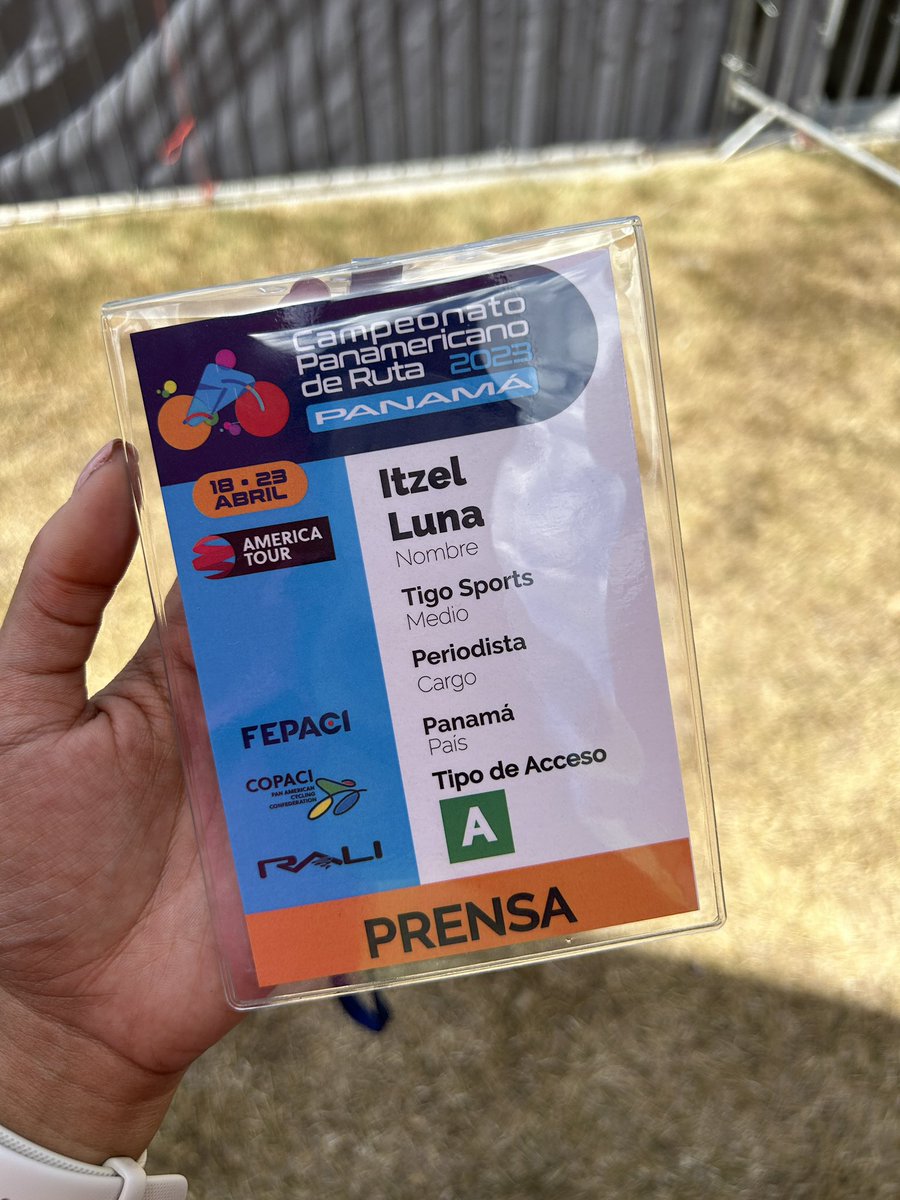 Campeonato
Panamericano
de Ruta 2023
PANAMÁ
18 • 23
ABRIL
AMERICA
TOUR
Itzel
Luna
Nombre
Tigo Sports
Medio
Periodista
Cargo
Panamá
País
Tipo de Acceso
A
FEPACI
COPACI
PAN AMERICAN
CYCLING
CONFEDERATION
RALI
PRENSA